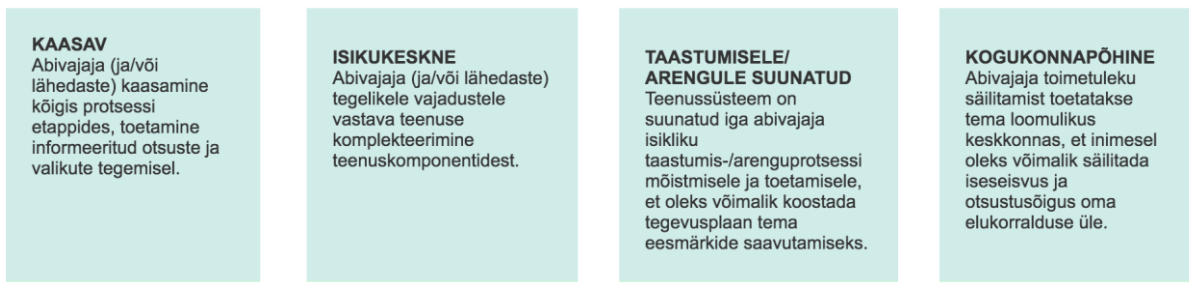 KAASAV
Abivajaja (ja/või
lähedaste) kaasamine
kõigis protsessi
etappides, toetamine
informeeritud otsuste ja
valikute tegemisel.
ISIKUKESKNE
Abivajaja (ja/või lähedaste)
tegelikele vajadustele
vastava teenuse
komplekteerimine
teenuskomponentidest.
TAASTUMISELE/
ARENGULE SUUNATUD
Teenussüsteem on
suunatud iga abivajaja
isikliku
taastumis-/arenguprotsessi
mõistmisele ja toetamisele,
et oleks võimalik koostada
tegevusplaan tema
eesmärkide saavutamiseks.
KOGUKONNAPÕHINE
Abivajaja toimetuleku
säilitamist toetatakse
tema loomulikus
keskkonnas, et inimesel
oleks võimalik säilitada
iseseisvus ja
otsustusõigus oma
elukorralduse üle.